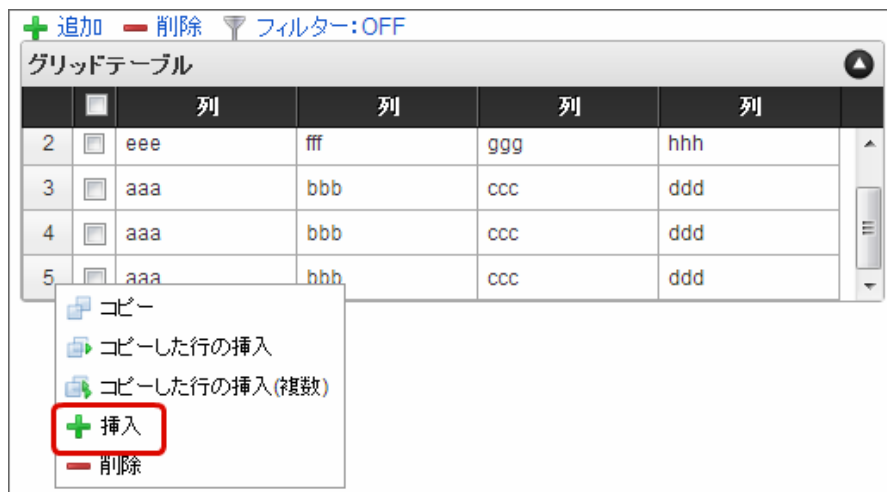 追加 削除 フィルター:OFF
グリッドテーブル
列 列 列 列
2 eee fff ggg hhh
3 aaa bbb ccc ddd
4 aaa bbb ccc ddd
5 aaa bbb ccc ddd
コピー
コピーした行の挿入
コピーした行の挿入(複数)
挿入
削除